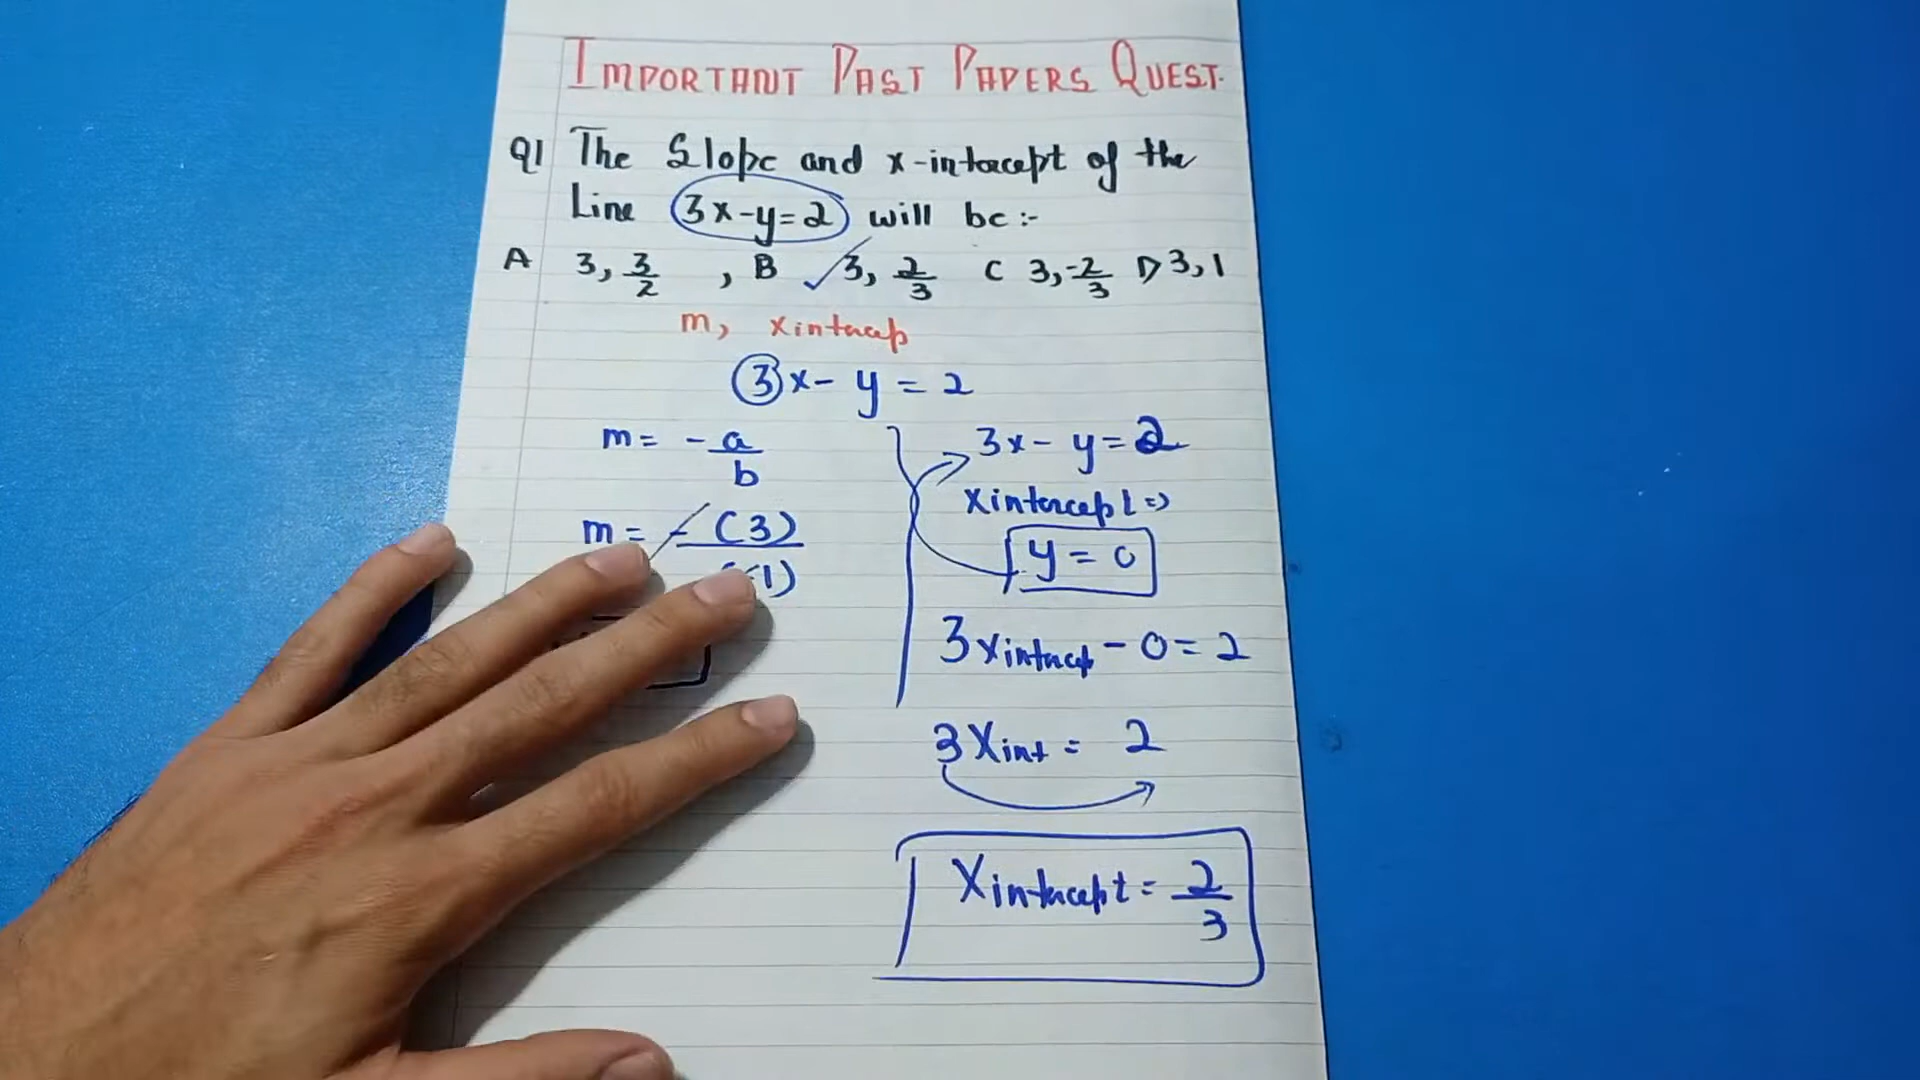 IMPORTANT PAST PAPERS QUEST.
Q1 The Slope and x-intercept of the
Line 3x-y=2 will be:-
A 3, 3/2 , B ✓3, 2/3 C 3, -2/3 D 3, 1
m, xintercep
3x - y = 2
m = -a/b
m = -(3)/(-1)
3x - y = 2
xintercept =>
y = 0
3xintercep - 0 = 2
3xint = 2
xintercept = 2/3